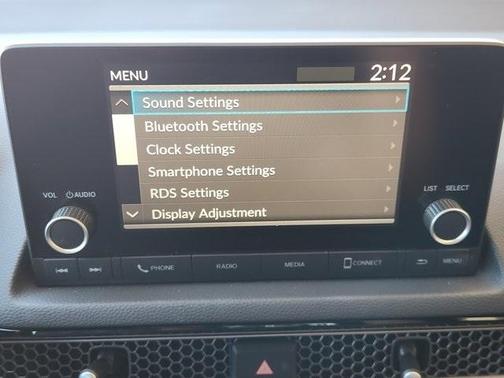 MENU 2:12
Sound Settings
Bluetooth Settings
Clock Settings
Smartphone Settings
RDS Settings
Display Adjustment
VOL AUDIO
LIST SELECT
PHONE RADIO MEDIA CONNECT MENU